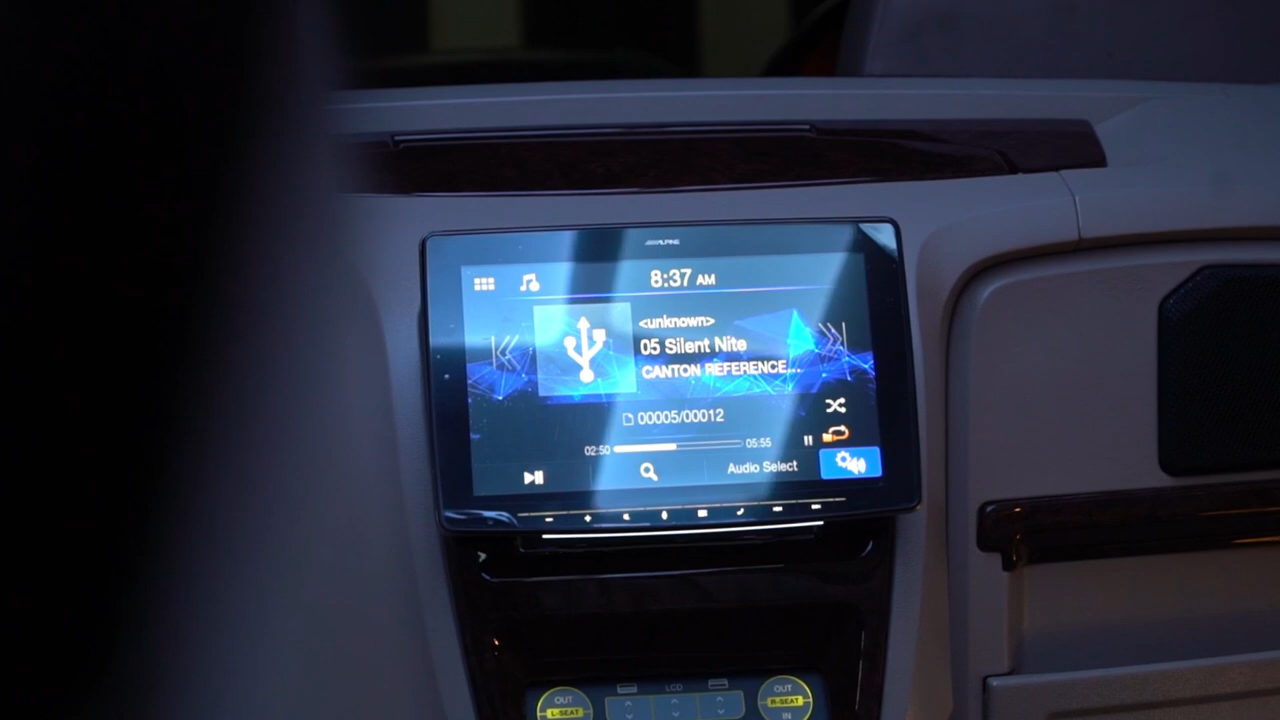 ALPINE
8:37 AM
<unknown>
05 Silent Nite
CANTON REFERENCE...
00005/00012
02:50
05:55
Audio Select
OUT
LCD
OUT
L-SEAT
R-SEAT
IN